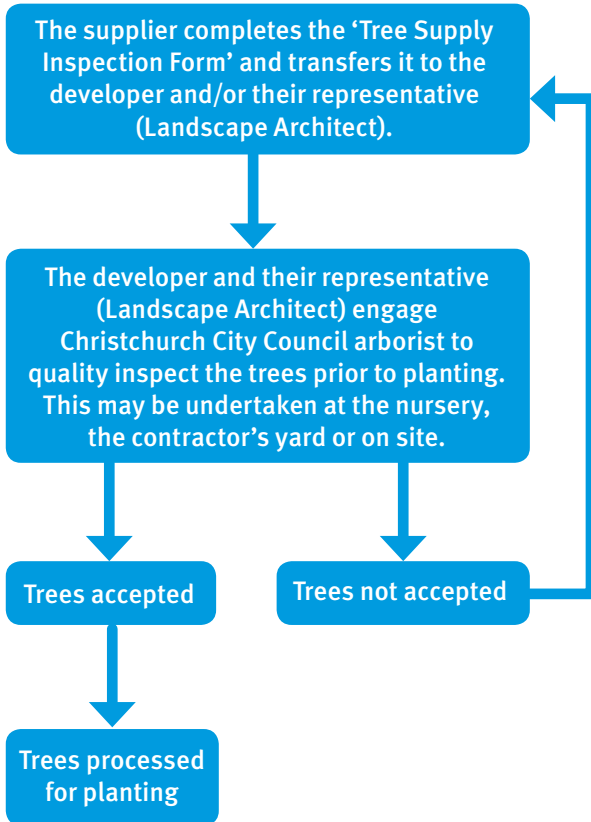 The supplier completes the ‘Tree Supply
Inspection Form’ and transfers it to the
developer and/or their representative
(Landscape Architect).
The developer and their representative
(Landscape Architect) engage
Christchurch City Council arborist to
quality inspect the trees prior to planting.
This may be undertaken at the nursery,
the contractor’s yard or on site.
Trees accepted
Trees not accepted
Trees processed
for planting